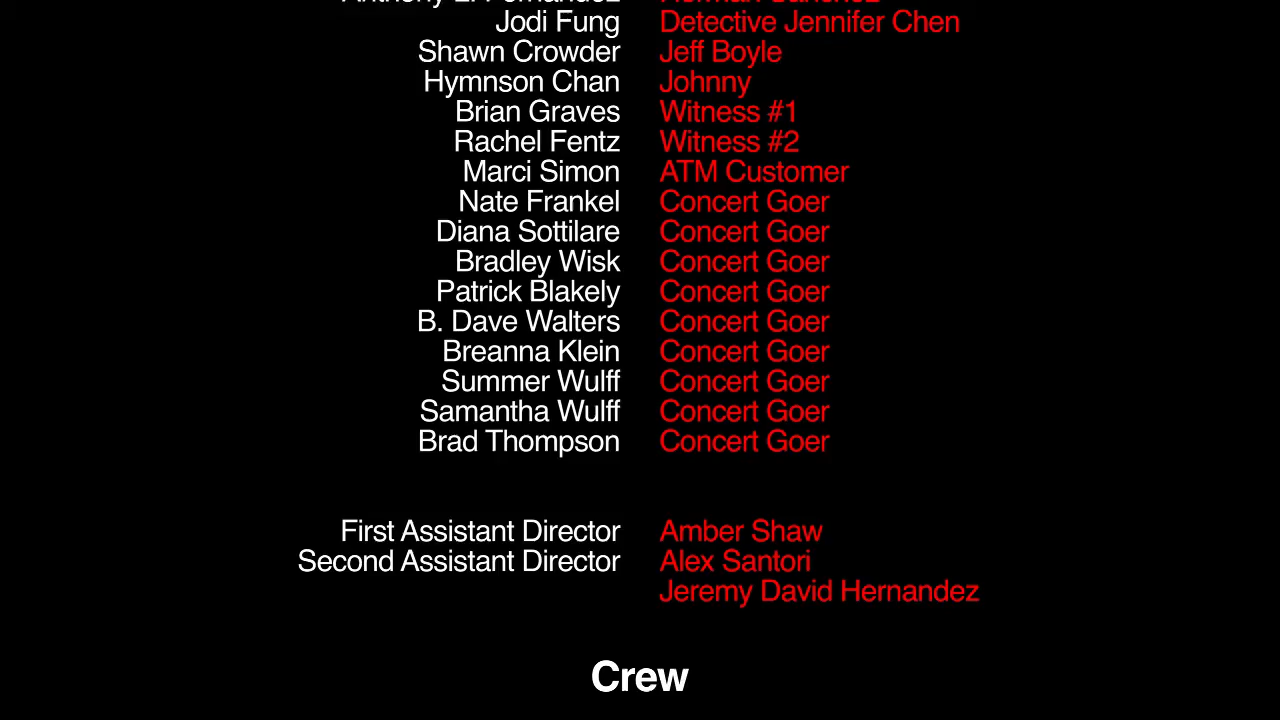 Jodi Fung Detective Jennifer Chen
Shawn Crowder Jeff Boyle
Hymnson Chan Johnny
Brian Graves Witness #1
Rachel Fentz Witness #2
Marci Simon ATM Customer
Nate Frankel Concert Goer
Diana Sottilare Concert Goer
Bradley Wisk Concert Goer
Patrick Blakely Concert Goer
B. Dave Walters Concert Goer
Breanna Klein Concert Goer
Summer Wulff Concert Goer
Samantha Wulff Concert Goer
Brad Thompson Concert Goer
First Assistant Director Amber Shaw
Second Assistant Director Alex Santori
Jeremy David Hernandez
Crew